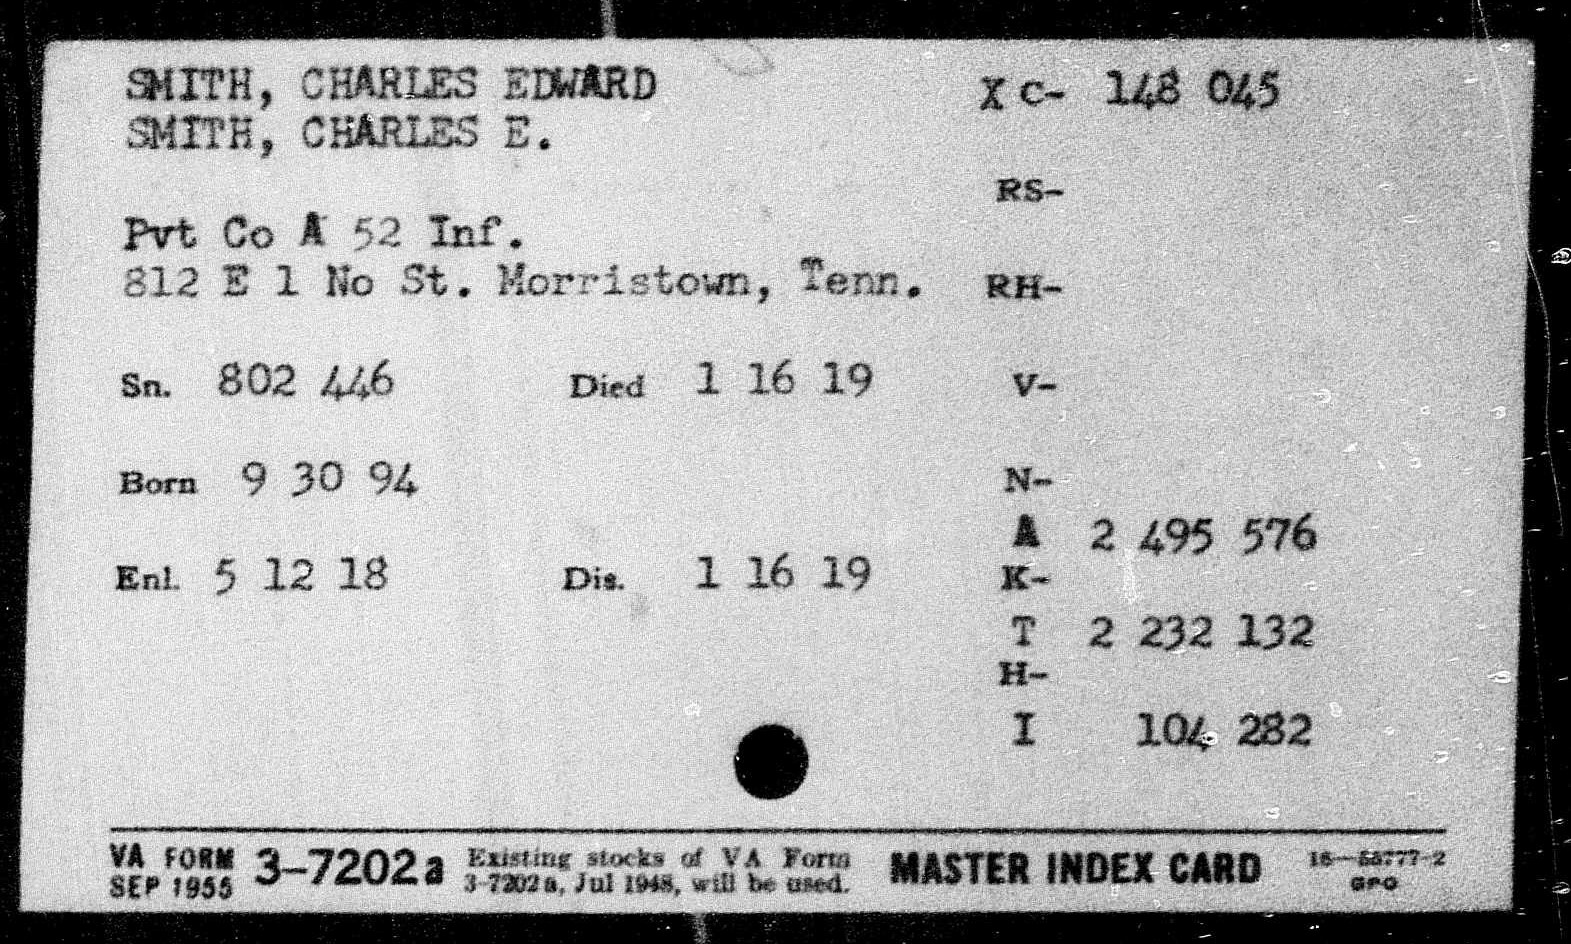 SMITH, CHARLES EDWARD
X C- 148 045
SMITH, CHARLES E.
RS-
Pvt Co A 52 Inf.
812 E 1 No St. Morristown, Tenn.
RH-
Sn. 802 446 Died 1 16 19
V-
Born 9 30 94
N-
A 2 495 576
Enl. 5 12 18 Dis. 1 16 19
K-
T 2 232 132
H-
I 104 282
VA FORM
SEP 1955
3-7202a
Existing stocks of VA Form
3-7202a, Jul 1948, will be used.
MASTER INDEX CARD
GPO